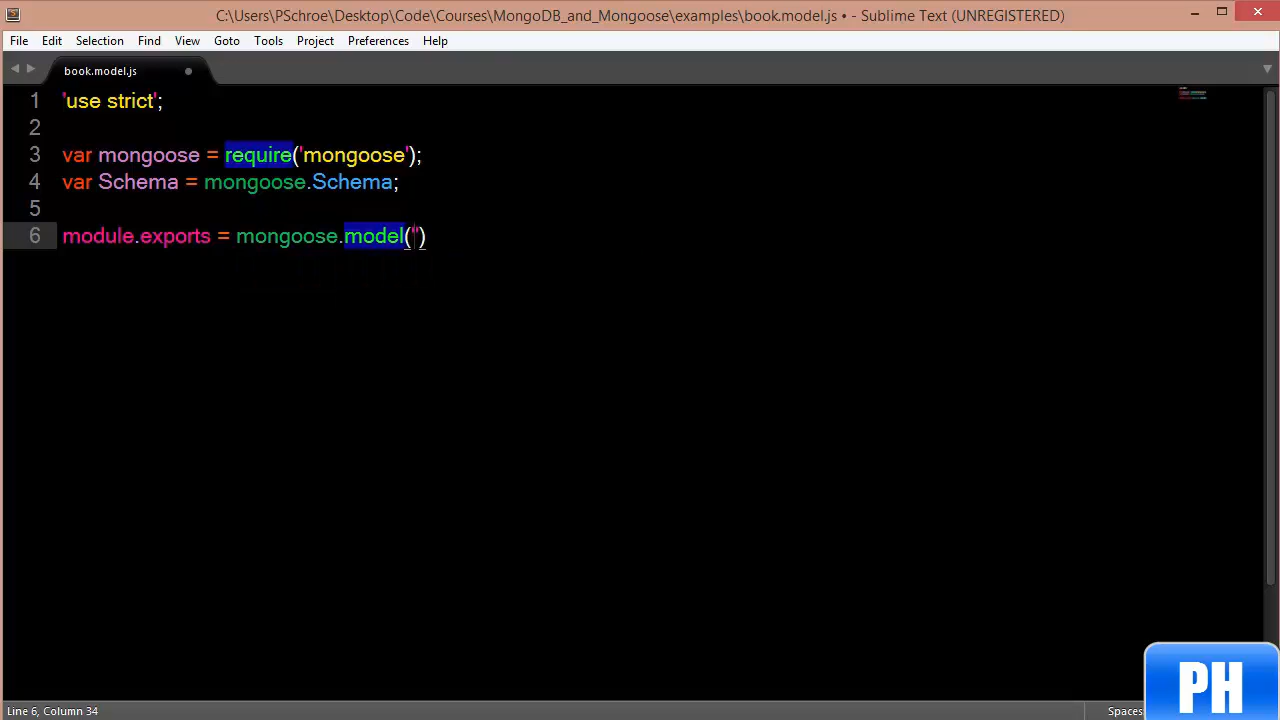 C:\Users\PSchroe\Desktop\Code\Courses\MongoDB_and_Mongoose\examples\book.model.js • - Sublime Text (UNREGISTERED)
File Edit Selection Find View Goto Tools Project Preferences Help
book.model.js
1 'use strict';
2
3 var mongoose = require('mongoose');
4 var Schema = mongoose.Schema;
5
6 module.exports = mongoose.model('')
Line 6, Column 34
Spaces
PH